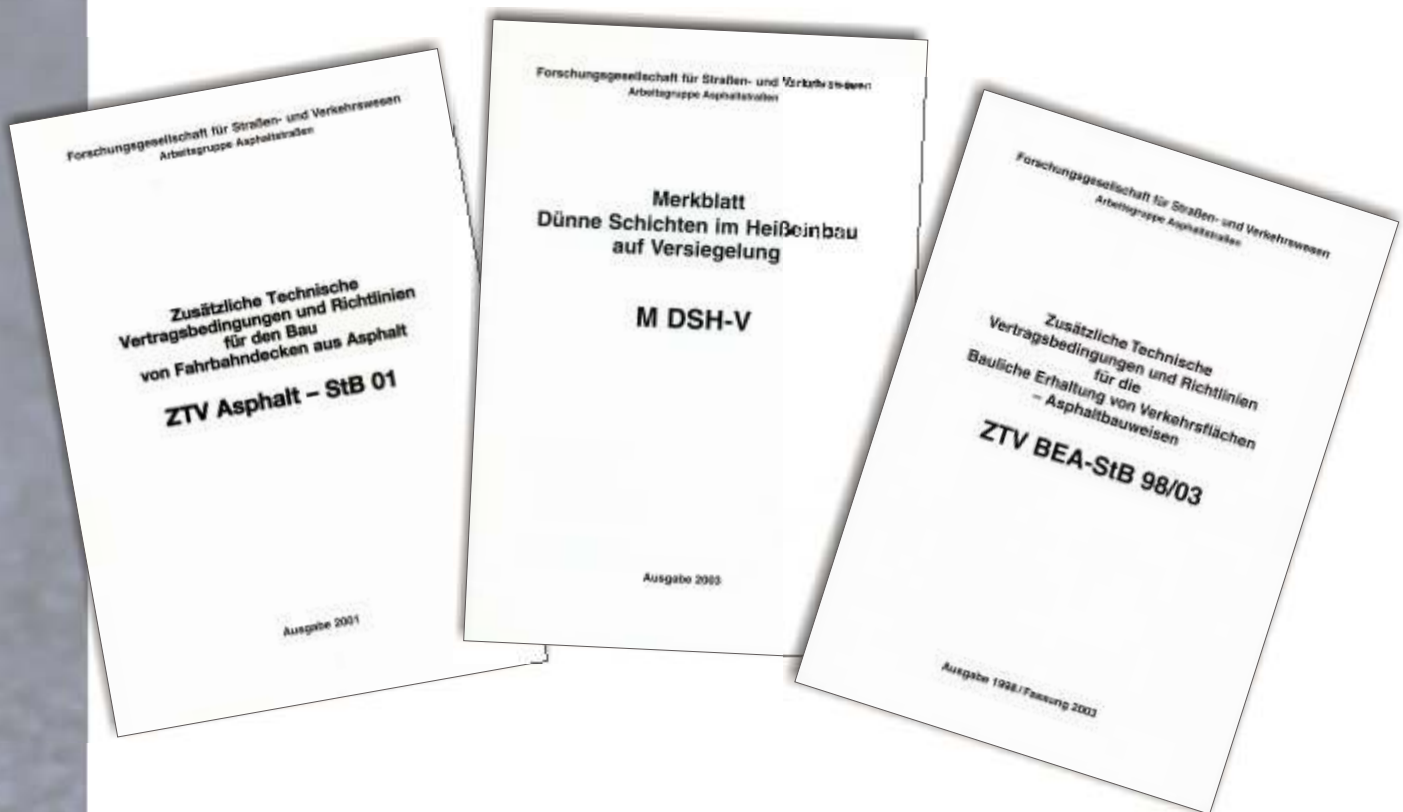 Forschungsgesellschaft für Straßen- und Verkehrswesen
Arbeitsgruppe Asphaltstraßen
Zusätzliche Technische
Vertragsbedingungen und Richtlinien
für den Bau
von Fahrbahndecken aus Asphalt
ZTV Asphalt – StB 01
Ausgabe 2001
Forschungsgesellschaft für Straßen- und Verkehrswesen
Arbeitsgruppe Asphaltstraßen
Merkblatt
Dünne Schichten im Heißeinbau
auf Versiegelung
M DSH-V
Ausgabe 2003
Forschungsgesellschaft für Straßen- und Verkehrswesen
Arbeitsgruppe Asphaltstraßen
Zusätzliche Technische
Vertragsbedingungen und Richtlinien
für die
Bauliche Erhaltung von Verkehrsflächen
– Asphaltbauweisen
ZTV BEA-StB 98/03
Ausgabe 1998/Fassung 2003